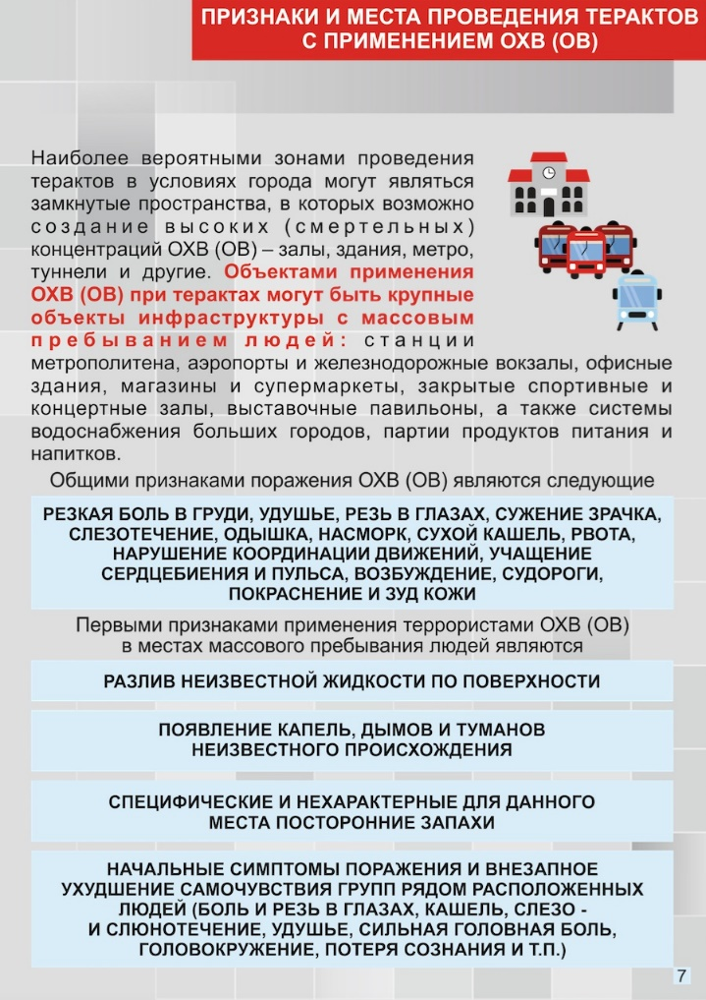 ПРИЗНАКИ И МЕСТА ПРОВЕДЕНИЯ ТЕРАКТОВ
С ПРИМЕНЕНИЕМ ОХВ (ОВ)
Наиболее вероятными зонами проведения
терактов в условиях города могут являться
замкнутые пространства, в которых возможно
создание высоких (смертельных)
концентраций ОХВ (ОВ) – залы, здания, метро,
туннели и другие. Объектами применения
ОХВ (ОВ) при терактах могут быть крупные
объекты инфраструктуры с массовым
пребыванием людей: станции
метрополитена, аэропорты и железнодорожные вокзалы, офисные
здания, магазины и супермаркеты, закрытые спортивные и
концертные залы, выставочные павильоны, а также системы
водоснабжения больших городов, партии продуктов питания и
напитков.
Общими признаками поражения ОХВ (ОВ) являются следующие
РЕЗКАЯ БОЛЬ В ГРУДИ, УДУШЬЕ, РЕЗЬ В ГЛАЗАХ, СУЖЕНИЕ ЗРАЧКА,
СЛЕЗОТЕЧЕНИЕ, ОДЫШКА, НАСМОРК, СУХОЙ КАШЕЛЬ, РВОТА,
НАРУШЕНИЕ КООРДИНАЦИИ ДВИЖЕНИЙ, УЧАЩЕНИЕ
СЕРДЦЕБИЕНИЯ И ПУЛЬСА, ВОЗБУЖДЕНИЕ, СУДОРОГИ,
ПОКРАСНЕНИЕ И ЗУД КОЖИ
Первыми признаками применения террористами ОХВ (ОВ)
в местах массового пребывания людей являются
РАЗЛИВ НЕИЗВЕСТНОЙ ЖИДКОСТИ ПО ПОВЕРХНОСТИ
ПОЯВЛЕНИЕ КАПЕЛЬ, ДЫМОВ И ТУМАНОВ
НЕИЗВЕСТНОГО ПРОИСХОЖДЕНИЯ
СПЕЦИФИЧЕСКИЕ И НЕХАРАКТЕРНЫЕ ДЛЯ ДАННОГО
МЕСТА ПОСТОРОННИЕ ЗАПАХИ
НАЧАЛЬНЫЕ СИМПТОМЫ ПОРАЖЕНИЯ И ВНЕЗАПНОЕ
УХУДШЕНИЕ САМОЧУВСТВИЯ ГРУПП РЯДОМ РАСПОЛОЖЕННЫХ
ЛЮДЕЙ (БОЛЬ И РЕЗЬ В ГЛАЗАХ, КАШЕЛЬ, СЛЕЗО -
И СЛЮНОТЕЧЕНИЕ, УДУШЬЕ, СИЛЬНАЯ ГОЛОВНАЯ БОЛЬ,
ГОЛОВОКРУЖЕНИЕ, ПОТЕРЯ СОЗНАНИЯ И Т.П.)
7